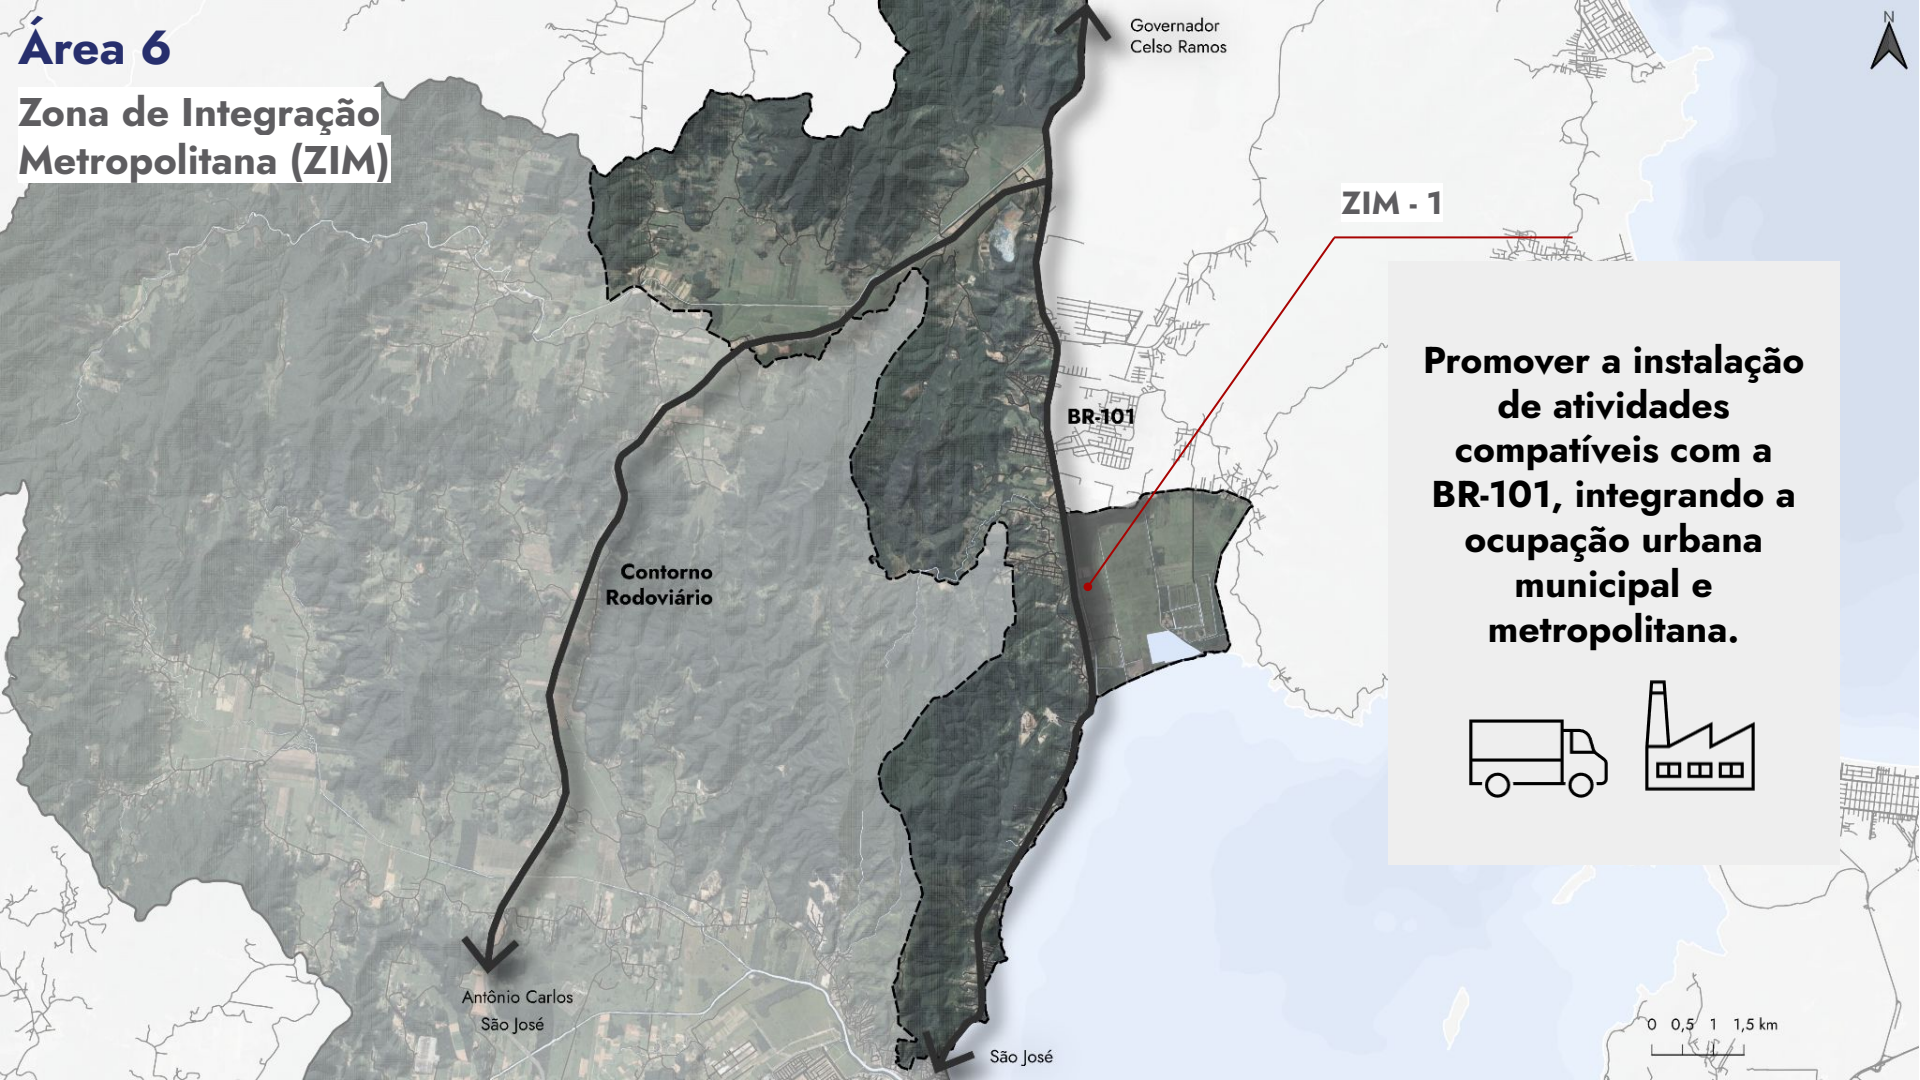 Área 6
Zona de Integração
Metropolitana (ZIM)
Governador
Celso Ramos
N
ZIM - 1
Promover a instalação
de atividades
compatíveis com a
BR-101, integrando a
ocupação urbana
municipal e
metropolitana.
BR-101
Contorno
Rodoviário
Antônio Carlos
São José
São José
0 0,5 1 1,5 km